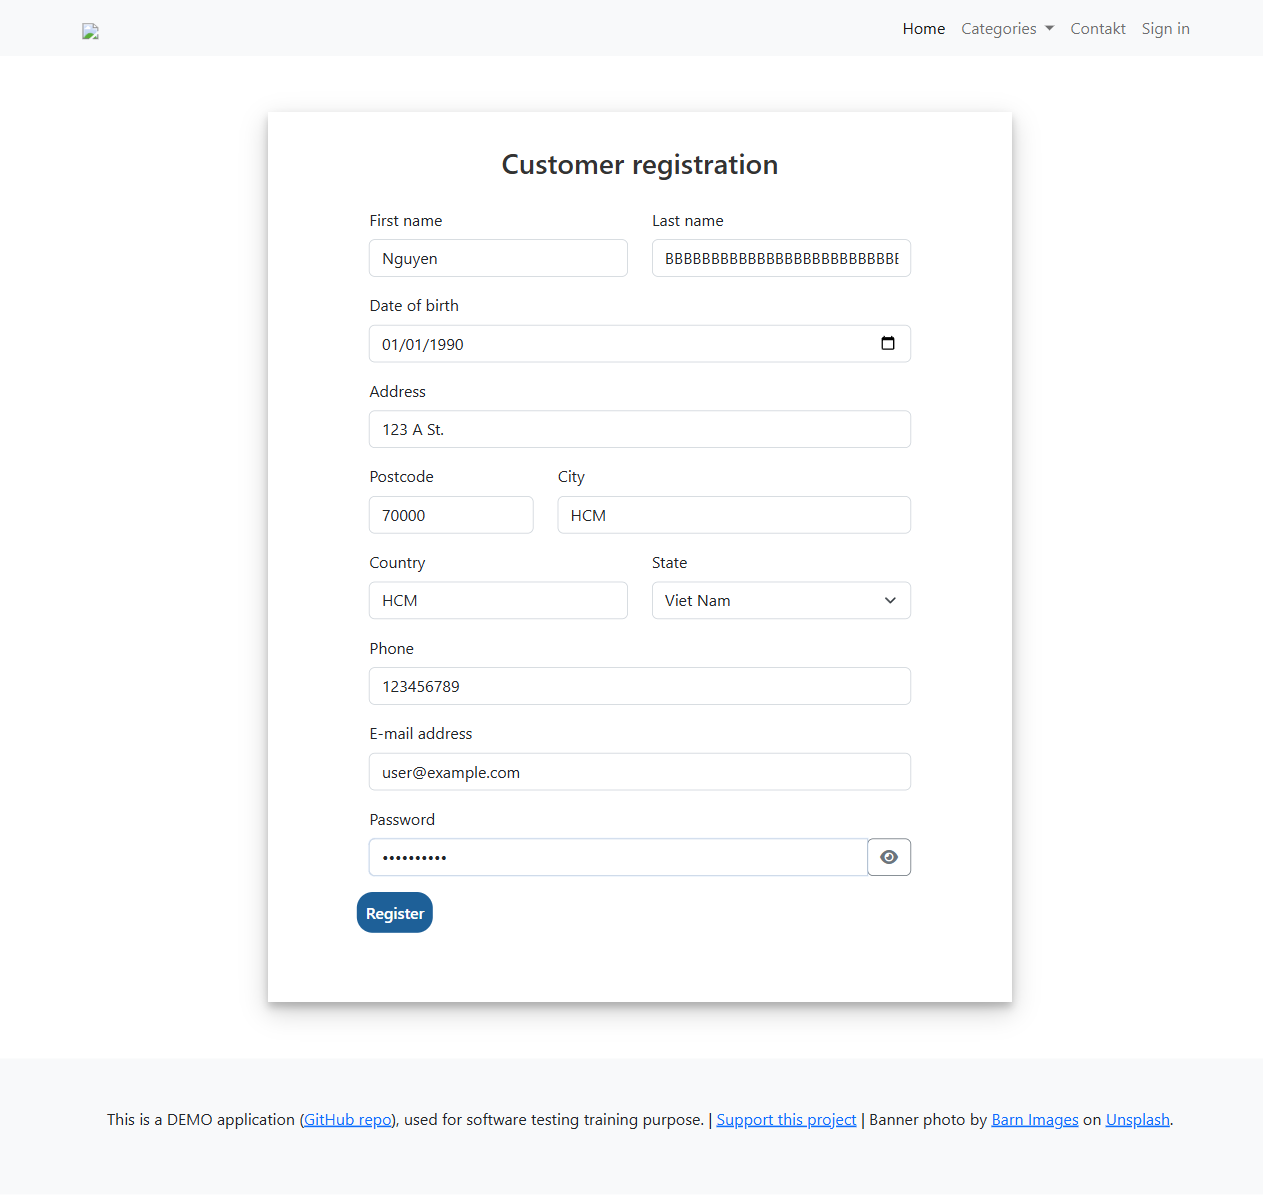 Home Categories Contakt Sign in
Customer registration
First name Last name
Nguyen
Date of birth
01/01/1990
Address
123 A St.
Postcode City
70000 HCM
Country State
HCM Viet Nam
Phone
123456789
E-mail address
user@example.com
Password
••••••••••
Register
This is a DEMO application (GitHub repo), used for software testing training purpose. | Support this project | Banner photo by Barn Images on Unsplash.